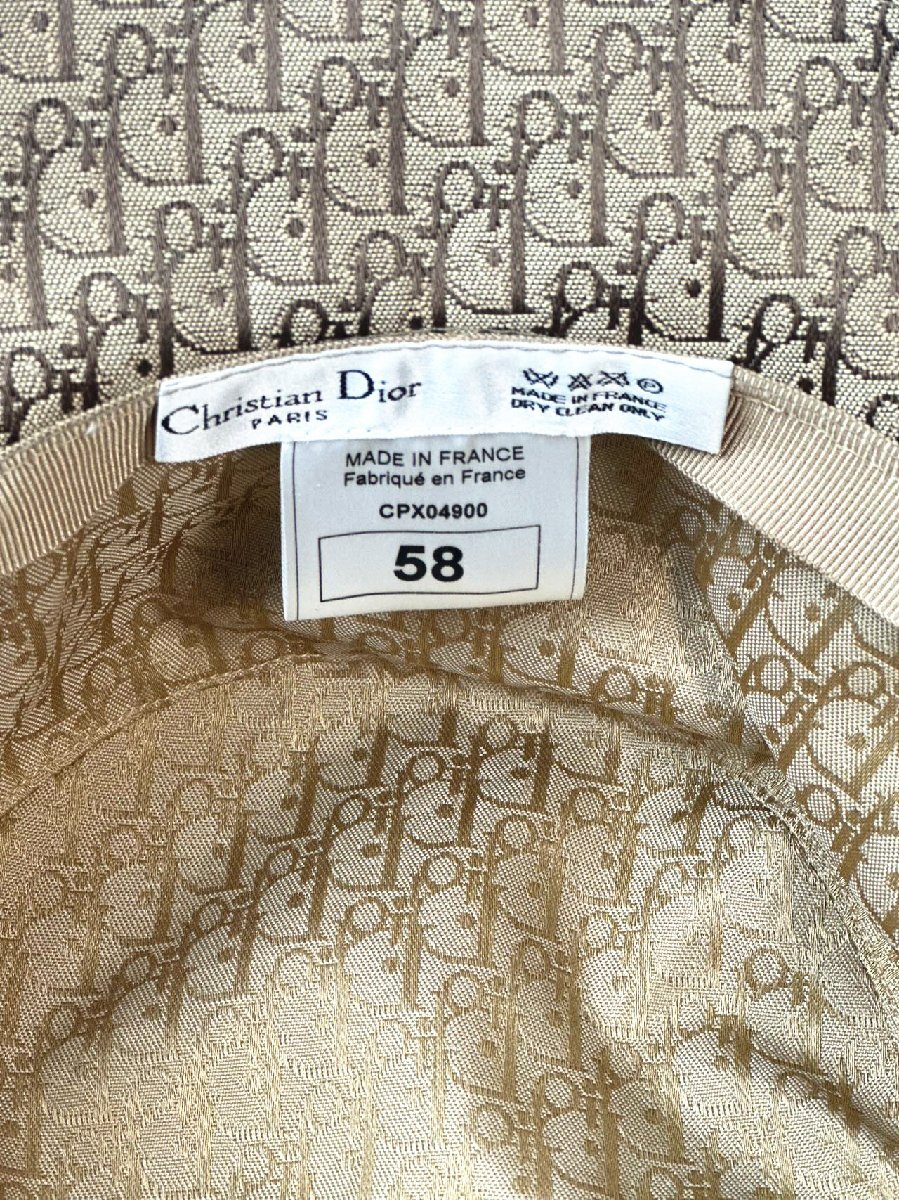 Christian Dior
PARIS
MADE IN FRANCE
DRY CLEAN ONLY
MADE IN FRANCE
Fabriqué en France
CPX04900
58